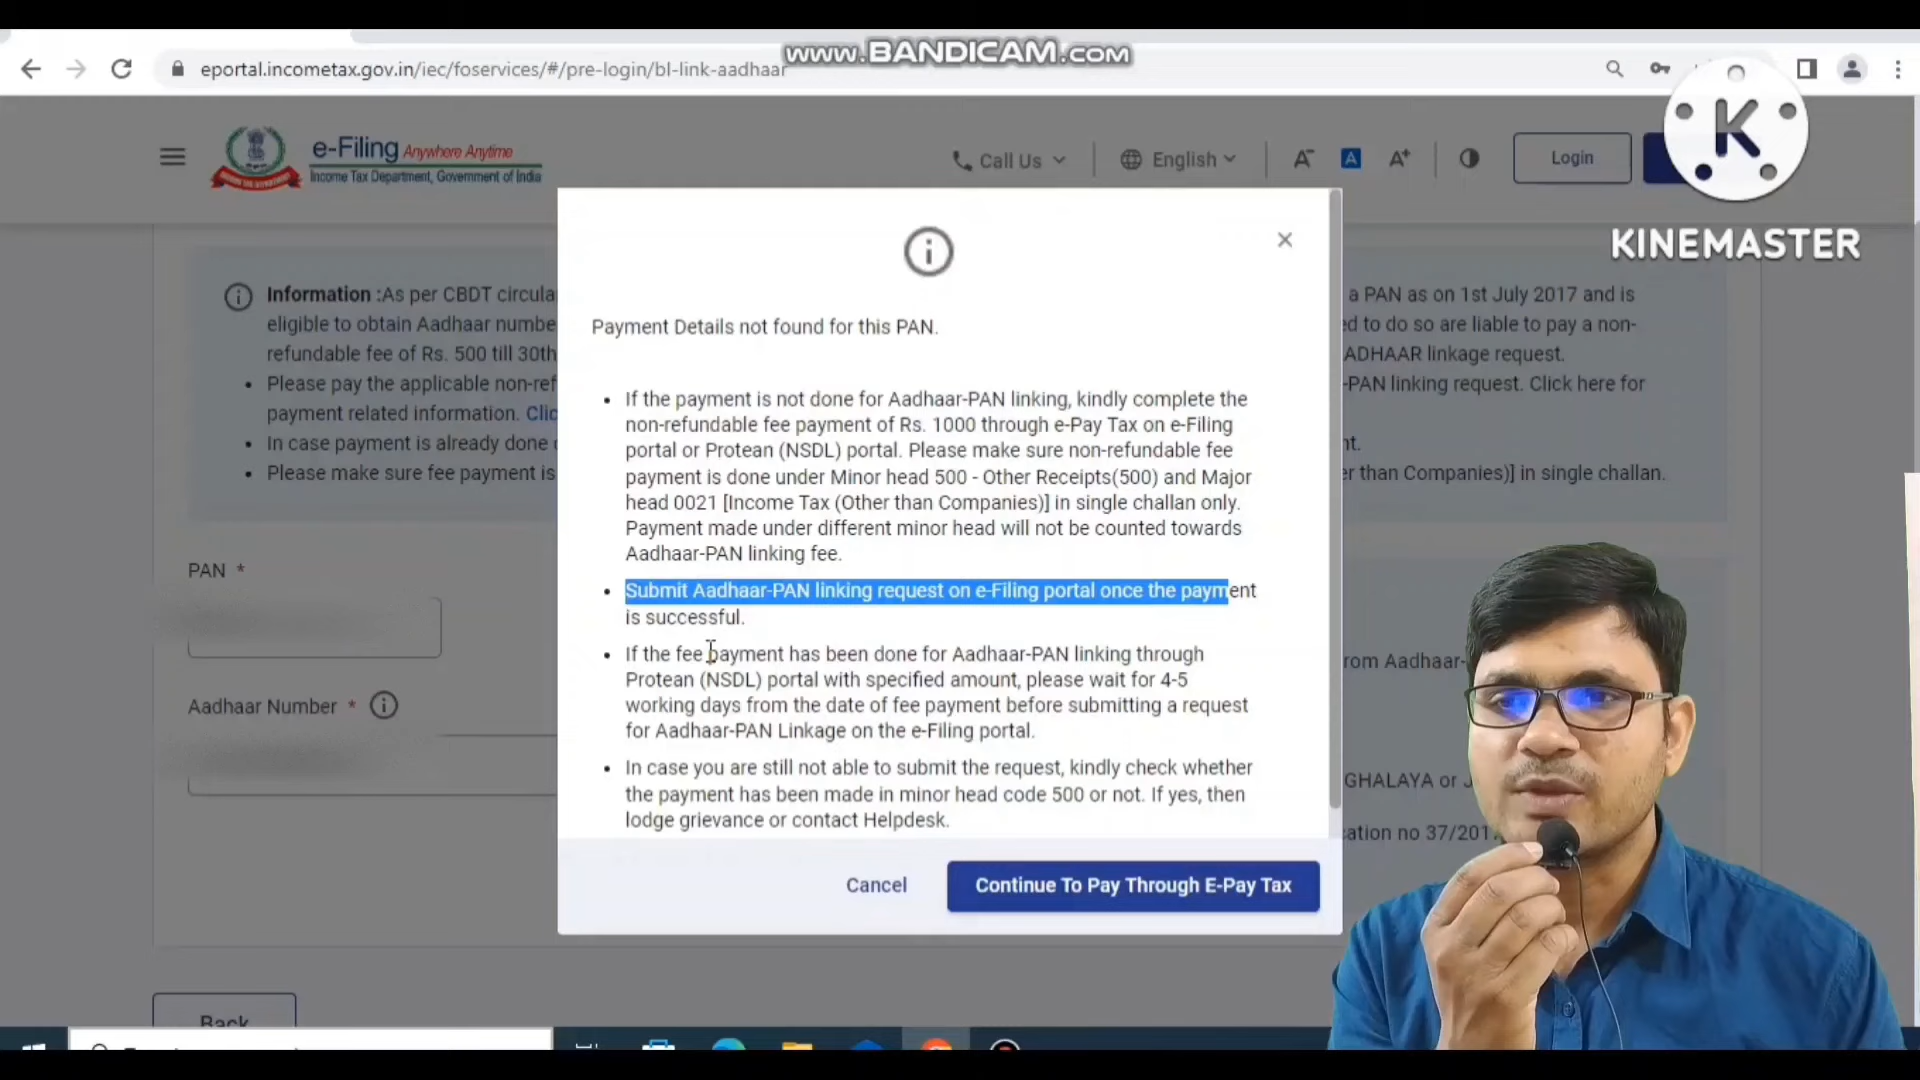 www.BANDICAM.com
eportal.incometax.gov.in/iec/foservices/#/pre-login/bl-link-aadhaar
e-Filing Anywhere Anytime
Income Tax Department, Government of India
Call Us
English
A-
A
A+
Login
K
KINEMASTER
Information :As per CBDT circula
a PAN as on 1st July 2017 and is
eligible to obtain Aadhaar numbe
ed to do so are liable to pay a non-
refundable fee of Rs. 500 till 30th
ADHAAR linkage request.
• Please pay the applicable non-ref
-PAN linking request. Click here for
payment related information. Clic
• In case payment is already done
nt.
• Please make sure fee payment is
er than Companies)] in single challan.
PAN *
Aadhaar Number *
rom Aadhaar-
GHALAYA or J
cation no 37/201
Back
Payment Details not found for this PAN.
• If the payment is not done for Aadhaar-PAN linking, kindly complete the
non-refundable fee payment of Rs. 1000 through e-Pay Tax on e-Filing
portal or Protean (NSDL) portal. Please make sure non-refundable fee
payment is done under Minor head 500 - Other Receipts(500) and Major
head 0021 [Income Tax (Other than Companies)] in single challan only.
Payment made under different minor head will not be counted towards
Aadhaar-PAN linking fee.
• Submit Aadhaar-PAN linking request on e-Filing portal once the payment
is successful.
• If the fee payment has been done for Aadhaar-PAN linking through
Protean (NSDL) portal with specified amount, please wait for 4-5
working days from the date of fee payment before submitting a request
for Aadhaar-PAN Linkage on the e-Filing portal.
• In case you are still not able to submit the request, kindly check whether
the payment has been made in minor head code 500 or not. If yes, then
lodge grievance or contact Helpdesk.
Cancel
Continue To Pay Through E-Pay Tax